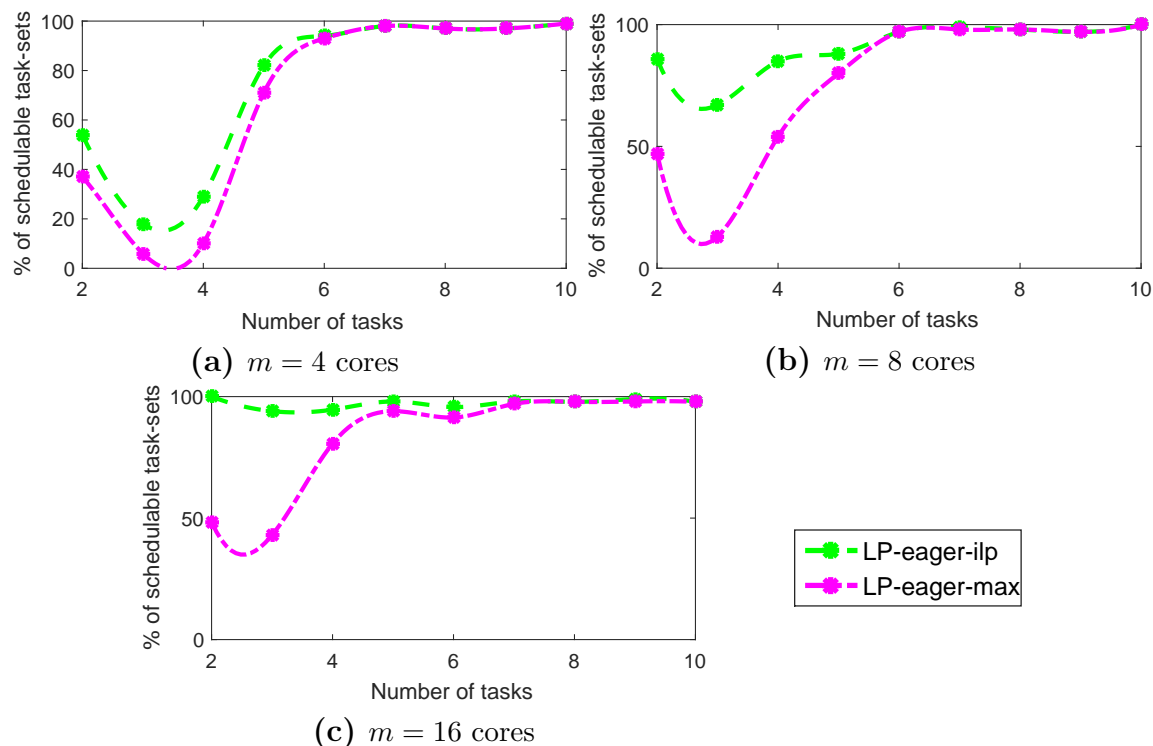 % of schedulable task-sets
100
80
60
40
20
0
2 4 6 8 10
Number of tasks
(a) m = 4 cores
% of schedulable task-sets
100
50
0
2 4 6 8 10
Number of tasks
(b) m = 8 cores
% of schedulable task-sets
100
50
0
2 4 6 8 10
Number of tasks
(c) m = 16 cores
LP-eager-ilp
LP-eager-max